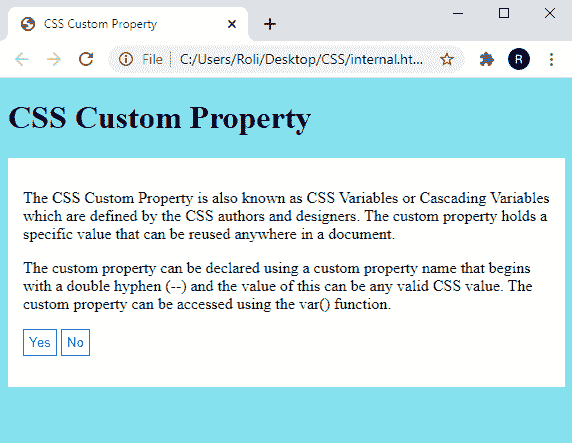 CSS Custom Property
File
C:/Users/Roli/Desktop/CSS/internal.ht...
R
CSS Custom Property
The CSS Custom Property is also known as CSS Variables or Cascading Variables
which are defined by the CSS authors and designers. The custom property holds a
specific value that can be reused anywhere in a document.
The custom property can be declared using a custom property name that begins
with a double hyphen (--) and the value of this can be any valid CSS value. The
custom property can be accessed using the var() function.
Yes No